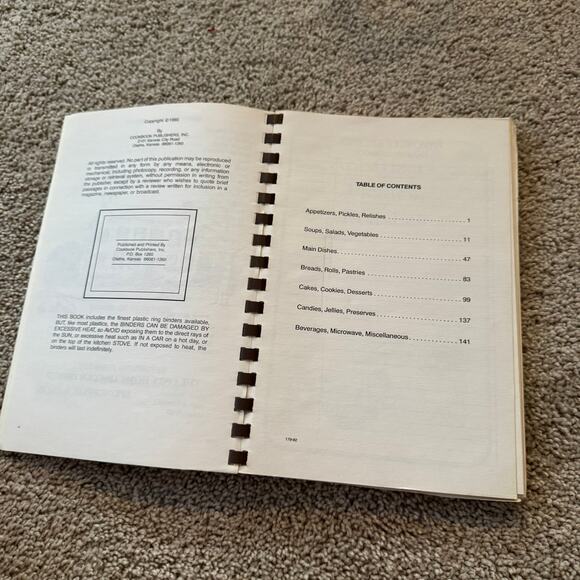 Copyright © 1992
By
COOKBOOK PUBLISHERS, INC.
2101 Kansas City Road
Olathe, Kansas 66061-1260
All rights reserved. No part of this publication may be reproduced
or transmitted in any form by any means, electronic or
mechanical, including photocopy, recording, or any information
storage or retrieval system, without permission in writing from
the publisher, except by a reviewer who wishes to quote brief
passages in connection with a review written for inclusion in a
magazine, newspaper, or broadcast.
Published and Printed By
Cookbook Publishers, Inc.
P.O. Box 1260
Olathe, Kansas 66061-1260
THIS BOOK includes the finest plastic ring binders available,
BUT, like most plastics, the BINDERS CAN BE DAMAGED BY
EXCESSIVE HEAT, so AVOID exposing them to the direct rays of
the SUN, or excessive heat such as IN A CAR on a hot day, or
on the top of the kitchen STOVE. If not exposed to heat, the
binders will last indefinitely.
TABLE OF CONTENTS
Appetizers, Pickles, Relishes . . . . . . . . . . . . . . . . . . . . . . . 1
Soups, Salads, Vegetables . . . . . . . . . . . . . . . . . . . . . . . . 11
Main Dishes . . . . . . . . . . . . . . . . . . . . . . . . . . . . . . . . . . 47
Breads, Rolls, Pastries . . . . . . . . . . . . . . . . . . . . . . . . . . 83
Cakes, Cookies, Desserts . . . . . . . . . . . . . . . . . . . . . . . . 99
Candies, Jellies, Preserves . . . . . . . . . . . . . . . . . . . . . . 137
Beverages, Microwave, Miscellaneous . . . . . . . . . . . . . . 141
179-92